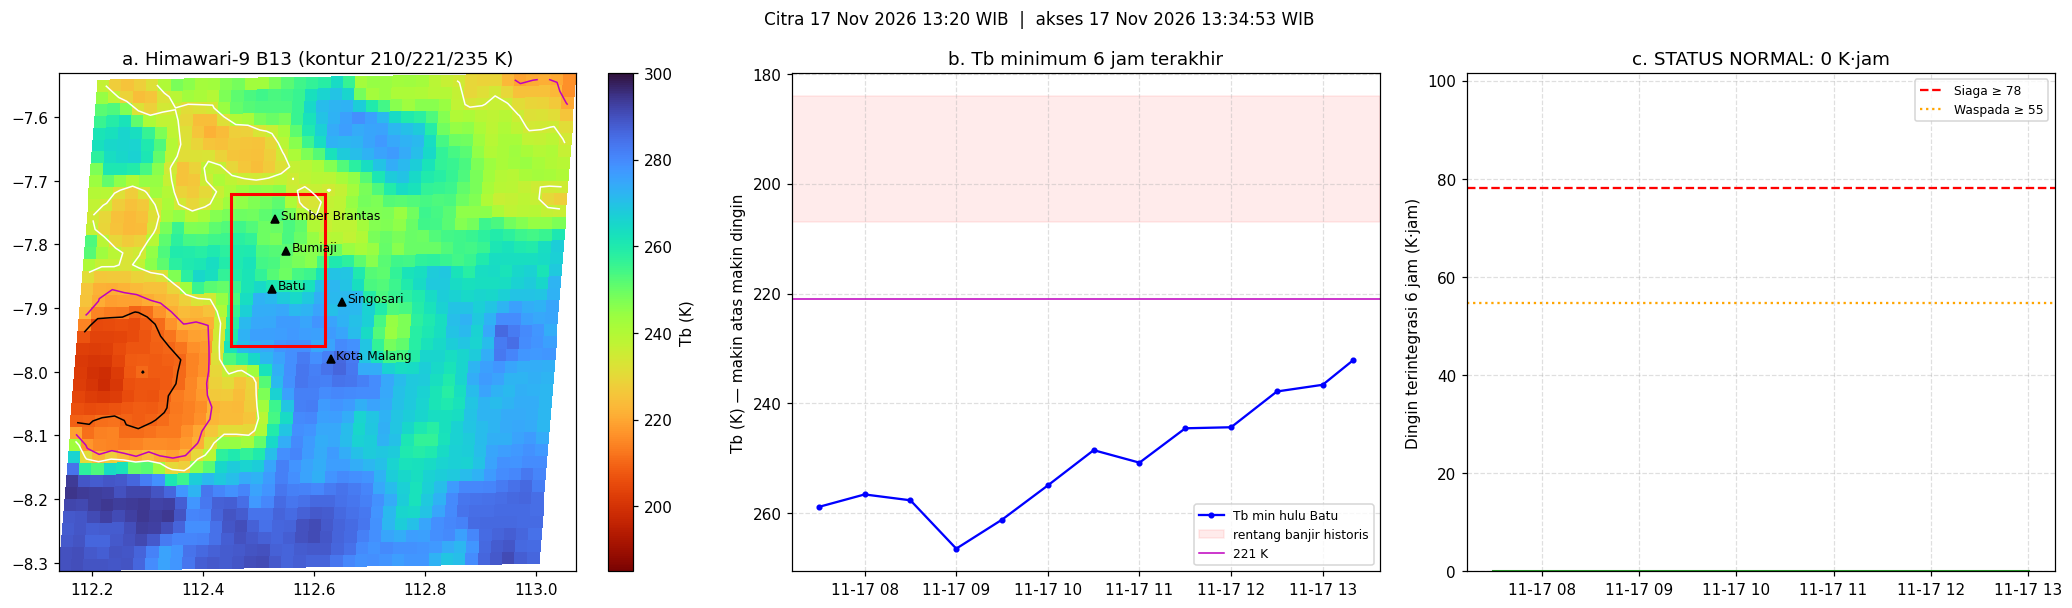 Citra 17 Nov 2026 13:20 WIB | akses 17 Nov 2026 13:34:53 WIB
a. Himawari-9 B13 (kontur 210/221/235 K)
−7.6
−7.7
−7.8
−7.9
−8.0
−8.1
−8.2
−8.3
112.2
112.4
112.6
112.8
113.0
Sumber Brantas
Bumiaji
Batu
Singosari
Kota Malang
300
280
260
240
220
200
Tb (K)
b. Tb minimum 6 jam terakhir
Tb (K) — makin atas makin dingin
180
200
220
240
260
11-17 08
11-17 09
11-17 10
11-17 11
11-17 12
11-17 13
Tb min hulu Batu
rentang banjir historis
221 K
c. STATUS NORMAL: 0 K·jam
Dingin terintegrasi 6 jam (K·jam)
100
80
60
40
20
0
11-17 08
11-17 09
11-17 10
11-17 11
11-17 12
11-17 13
Siaga ≥ 78
Waspada ≥ 55